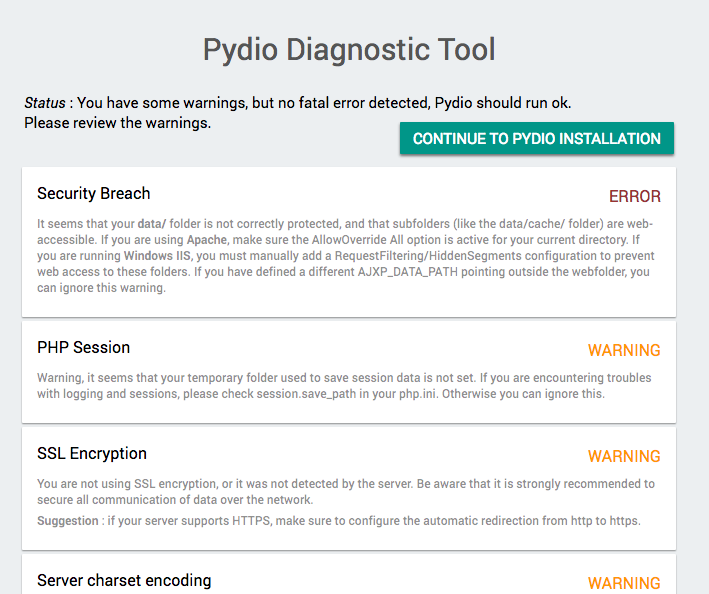 Pydio Diagnostic Tool
Status : You have some warnings, but no fatal error detected, Pydio should run ok.
Please review the warnings.
CONTINUE TO PYDIO INSTALLATION
Security Breach
ERROR
It seems that your data/ folder is not correctly protected, and that subfolders (like the data/cache/ folder) are web-
accessible. If you are using Apache, make sure the AllowOverride All option is active for your current directory. If
you are running Windows IIS, you must manually add a RequestFiltering/HiddenSegments configuration to prevent
web access to these folders. If you have defined a different AJXP_DATA_PATH pointing outside the webfolder, you
can ignore this warning.
PHP Session
WARNING
Warning, it seems that your temporary folder used to save session data is not set. If you are encountering troubles
with logging and sessions, please check session.save_path in your php.ini. Otherwise you can ignore this.
SSL Encryption
WARNING
You are not using SSL encryption, or it was not detected by the server. Be aware that it is strongly recommended to
secure all communication of data over the network.
Suggestion : if your server supports HTTPS, make sure to configure the automatic redirection from http to https.
Server charset encoding
WARNING